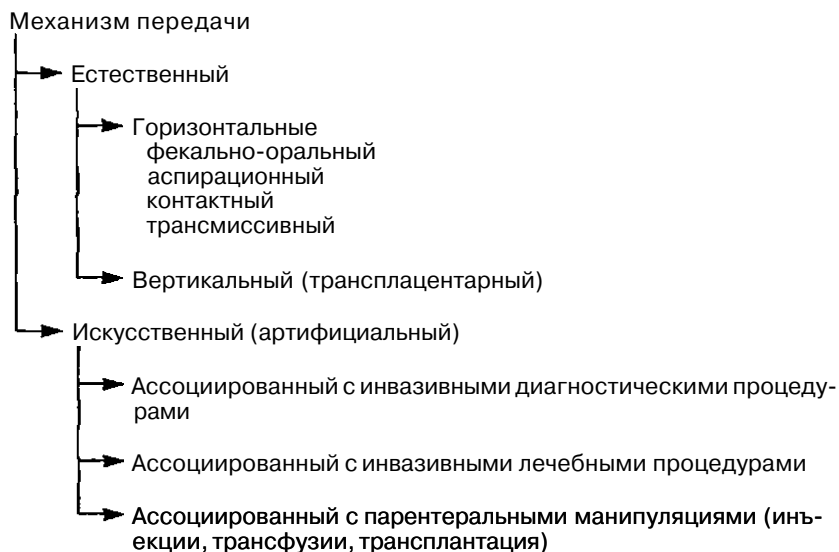 Механизм передачи
Естественный
Горизонтальные
фекально-оральный
аспирационный
контактный
трансмиссивный
Вертикальный (трансплацентарный)
Искусственный (артифициальный)
Ассоциированный с инвазивными диагностическими процеду-
рами
Ассоциированный с инвазивными лечебными процедурами
Ассоциированный с парентеральными манипуляциями (инъ-
екции, трансфузии, трансплантация)